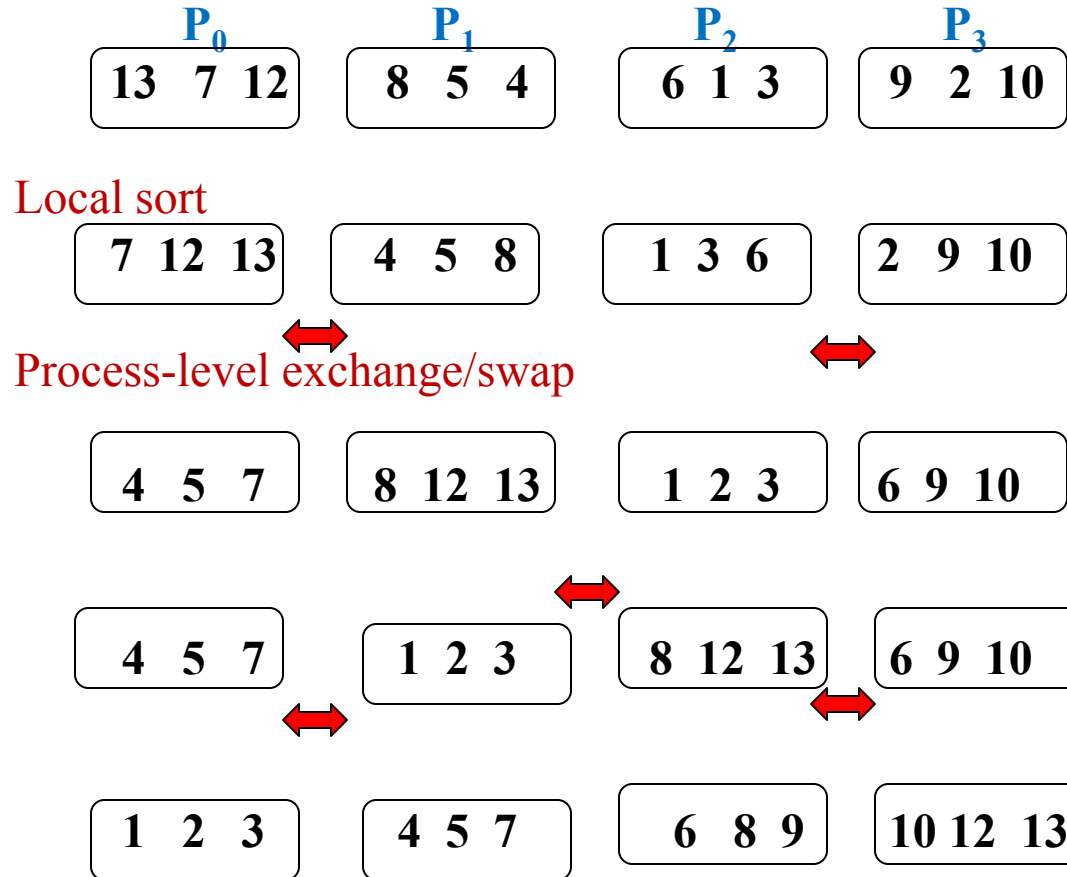 P0 P1 P2 P3
13 7 12 8 5 4 6 1 3 9 2 10
Local sort
7 12 13 4 5 8 1 3 6 2 9 10
Process-level exchange/swap
4 5 7 8 12 13 1 2 3 6 9 10
4 5 7 1 2 3 8 12 13 6 9 10
1 2 3 4 5 7 6 8 9 10 12 13